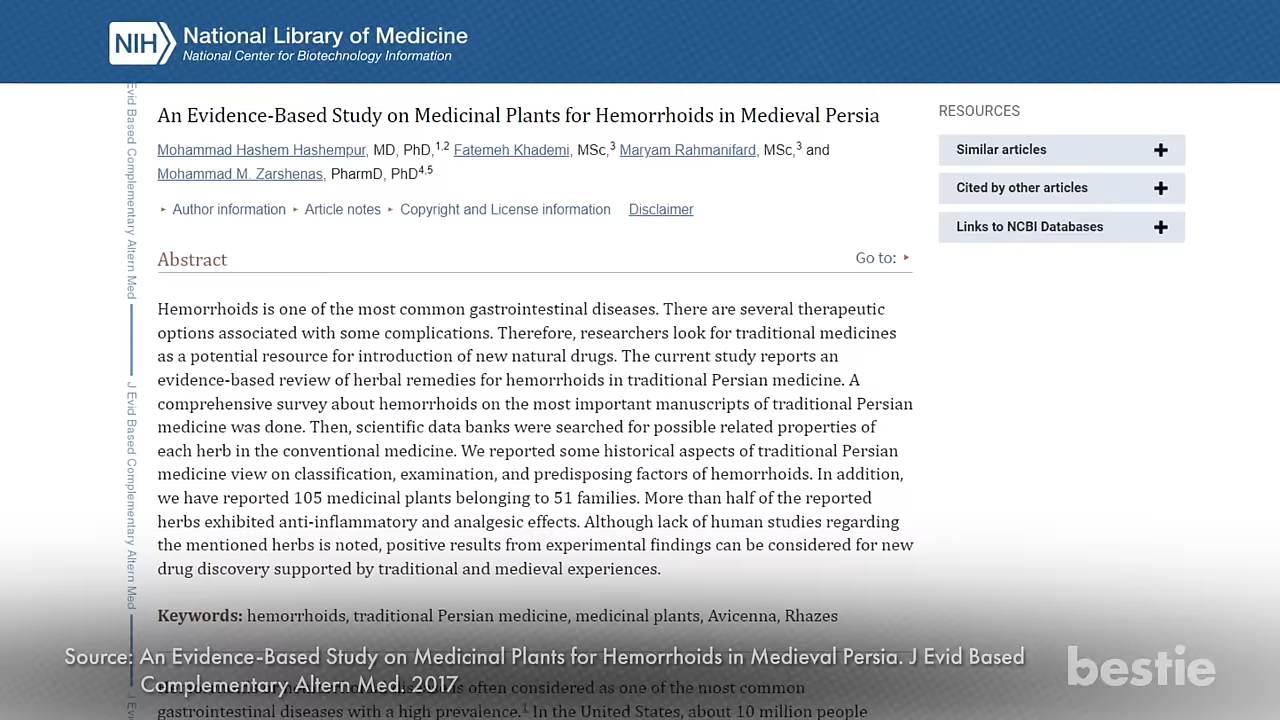 NIH National Library of Medicine
National Center for Biotechnology Information
An Evidence-Based Study on Medicinal Plants for Hemorrhoids in Medieval Persia
Mohammad Hashem Hashempur, MD, PhD,1,2 Fatemeh Khademi, MSc,3 Maryam Rahmanifard, MSc,3 and
Mohammad M. Zarshenas, PharmD, PhD4,5
Author information Article notes Copyright and License information Disclaimer
Abstract
Go to:
Hemorrhoids is one of the most common gastrointestinal diseases. There are several therapeutic
options associated with some complications. Therefore, researchers look for traditional medicines
as a potential resource for introduction of new natural drugs. The current study reports an
evidence-based review of herbal remedies for hemorrhoids in traditional Persian medicine. A
comprehensive survey about hemorrhoids on the most important manuscripts of traditional Persian
medicine was done. Then, scientific data banks were searched for possible related properties of
each herb in the conventional medicine. We reported some historical aspects of traditional Persian
medicine view on classification, examination, and predisposing factors of hemorrhoids. In addition,
we have reported 105 medicinal plants belonging to 51 families. More than half of the reported
herbs exhibited anti-inflammatory and analgesic effects. Although lack of human studies regarding
the mentioned herbs is noted, positive results from experimental findings can be considered for new
drug discovery supported by traditional and medieval experiences.
Keywords: hemorrhoids, traditional Persian medicine, medicinal plants, Avicenna, Rhazes
often considered as one of the most common
gastrointestinal diseases with a high prevalence.1 In the United States, about 10 million people
RESOURCES
Similar articles +
Cited by other articles +
Links to NCBI Databases +
Evid Based Complementary Altern Med
J Evid Based Complementary Altern Med
J Ev
Source: An Evidence-Based Study on Medicinal Plants for Hemorrhoids in Medieval Persia. J Evid Based
Complementary Altern Med. 2017
bestie